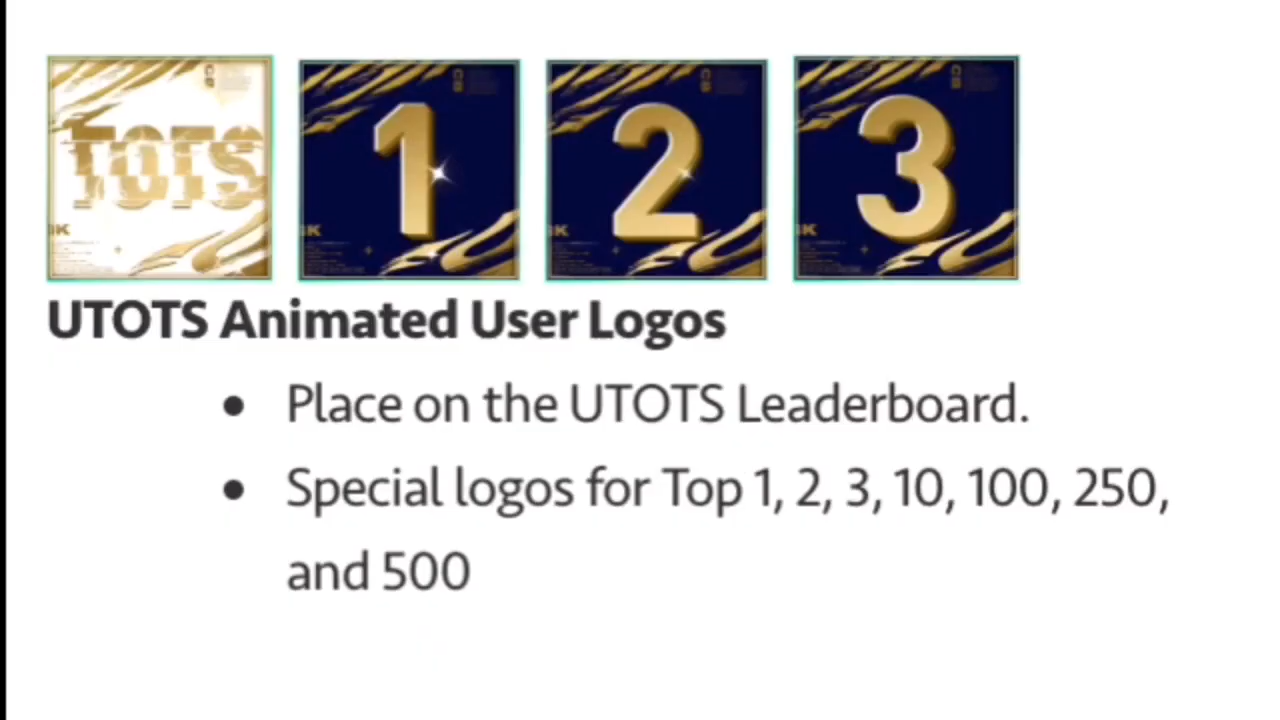 TOTS 1 2 3
UTOTS Animated User Logos
• Place on the UTOTS Leaderboard.
• Special logos for Top 1, 2, 3, 10, 100, 250,
and 500